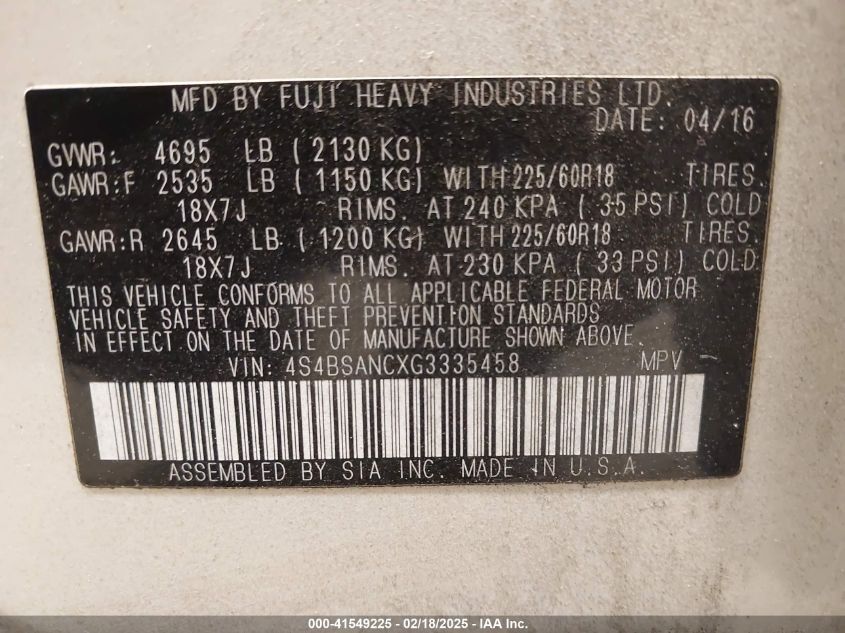 MFD BY FUJI HEAVY INDUSTRIES LTD.
DATE: 04/16
GVWR: 4695 LB ( 2130 KG)
GAWR:F 2535 LB ( 1150 KG) WITH 225/60R18 TIRES.
18X7J RIMS. AT 240 KPA ( 35 PSI) COLD
GAWR:R 2645 LB ( 1200 KG) WITH 225/60R18 TIRES.
18X7J RIMS. AT 230 KPA ( 33 PSI) COLD
THIS VEHICLE CONFORMS TO ALL APPLICABLE FEDERAL MOTOR
VEHICLE SAFETY AND THEFT PREVENTION STANDARDS
IN EFFECT ON THE DATE OF MANUFACTURE SHOWN ABOVE.
VIN: 4S4BSANCXG3335458 MPV
ASSEMBLED BY SIA INC. MADE IN U.S.A.
000-41549225 - 02/18/2025 - IAA Inc.